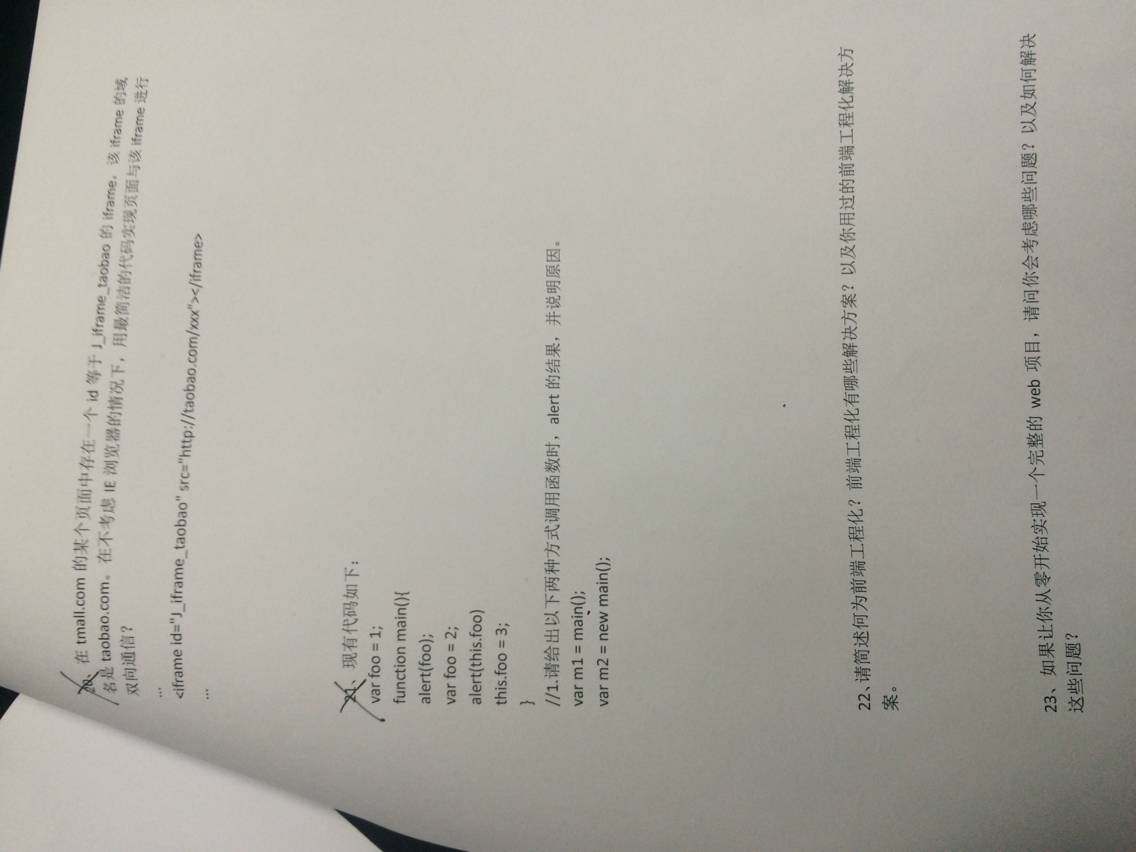 20、在 tmall.com 的某个页面中存在一个 id 等于 J_iframe_taobao 的 iframe，该 iframe 的域
名是 taobao.com。在不考虑 IE 浏览器的情况下，用最简洁的代码实现页面与该 iframe 进行
双向通信？
...
<iframe id="J_iframe_taobao" src="http://taobao.com/xxx"></iframe>
...
21、现有代码如下：
var foo = 1;
function main(){
alert(foo);
var foo = 2;
alert(this.foo)
this.foo = 3;
}
//1.请给出以下两种方式调用函数时，alert 的结果，并说明原因。
var m1 = main();
var m2 = new main();
22、请简述何为前端工程化？前端工程化有哪些解决方案？以及你用过的前端工程化解决方
案。
23、如果让你从零开始实现一个完整的 web 项目，请问你会考虑哪些问题？以及如何解决
这些问题？